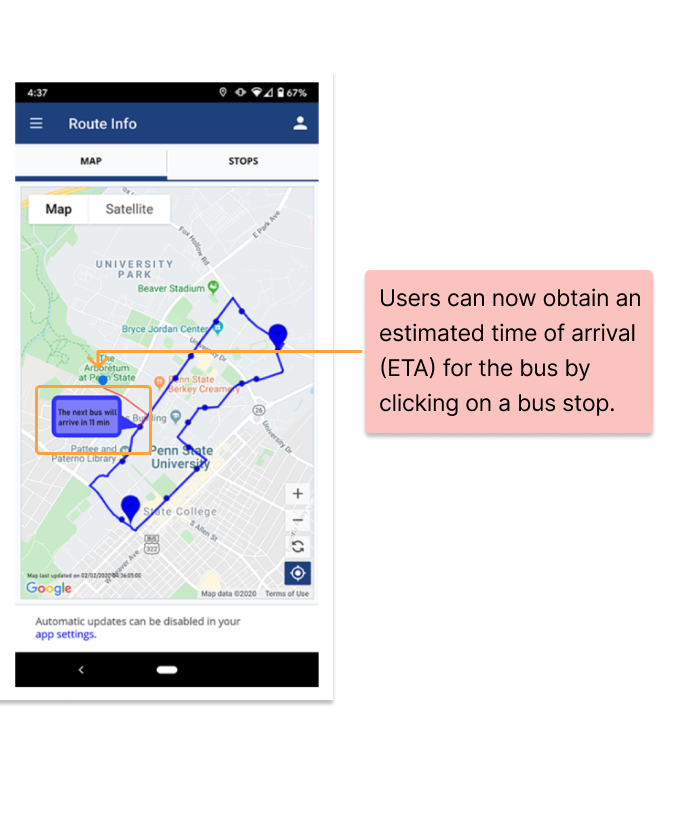 4:37
67%
Route Info
MAP
STOPS
Map
Satellite
E Park Ave
Fox Hollow Rd
UNIVERSITY
PARK
Beaver Stadium
Bryce Jordan Center
University Dr
The
Arboretum
at Penn State
Penn State
Berkey Creamery
The next bus will
arrive in 11 min
Building
26
University Dr
Pattee and
Paterno Library
Penn State
University
State College
S Allen St
BUS
322
W Beaver Ave
Map last updated on 02/02/2020 04:36:05:00
Google
Map data ©2020
Terms of Use
Automatic updates can be disabled in your
app settings.
Users can now obtain an
estimated time of arrival
(ETA) for the bus by
clicking on a bus stop.